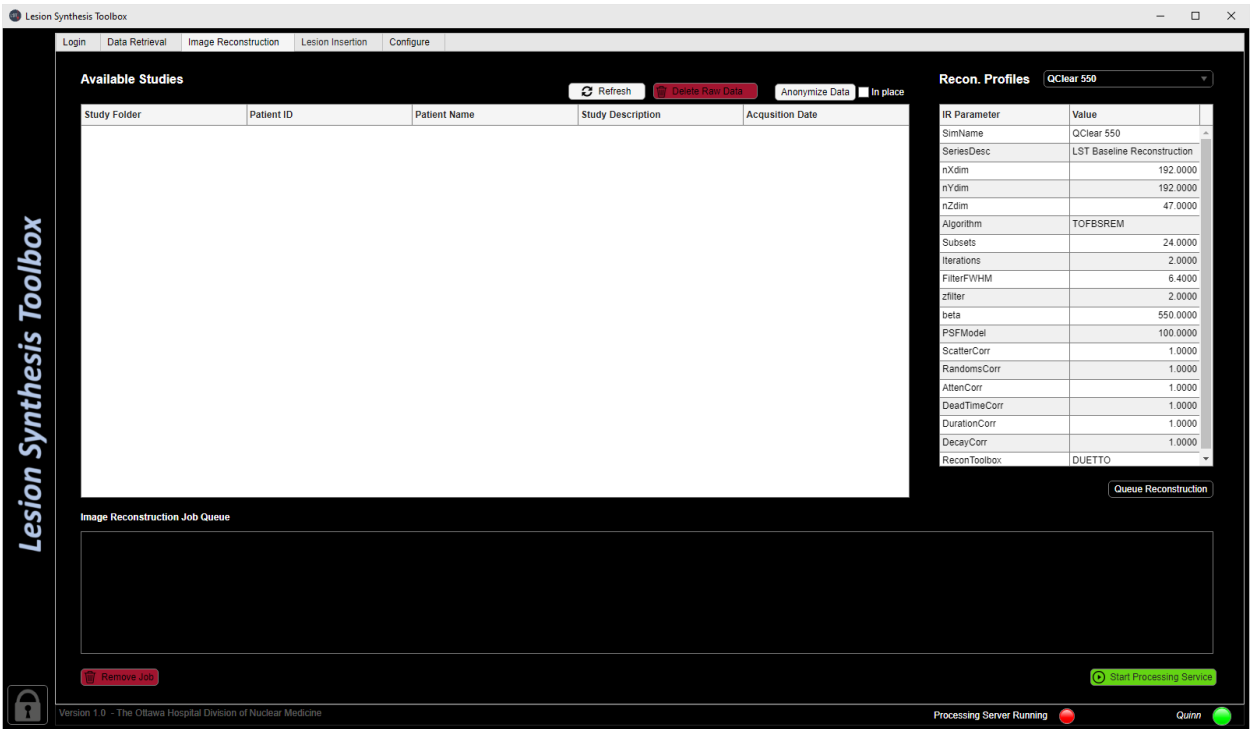 Lesion Synthesis Toolbox
Login Data Retrieval Image Reconstruction Lesion Insertion Configure
Lesion Synthesis Toolbox
Available Studies
Refresh Delete Raw Data Anonymize Data In place
Study Folder Patient ID Patient Name Study Description Acqusition Date
Recon. Profiles QClear 550
IR Parameter Value
SimName QClear 550
SeriesDesc LST Baseline Reconstruction
nXdim 192.0000
nYdim 192.0000
nZdim 47.0000
Algorithm TOFBSREM
Subsets 24.0000
Iterations 2.0000
FilterFWHM 6.4000
zfilter 2.0000
beta 550.0000
PSFModel 100.0000
ScatterCorr 1.0000
RandomsCorr 1.0000
AttenCorr 1.0000
DeadTimeCorr 1.0000
DurationCorr 1.0000
DecayCorr 1.0000
ReconToolbox DUETTO
Queue Reconstruction
Image Reconstruction Job Queue
Remove Job Start Processing Service
Version 1.0 - The Ottawa Hospital Division of Nuclear Medicine
Processing Server Running Quinn